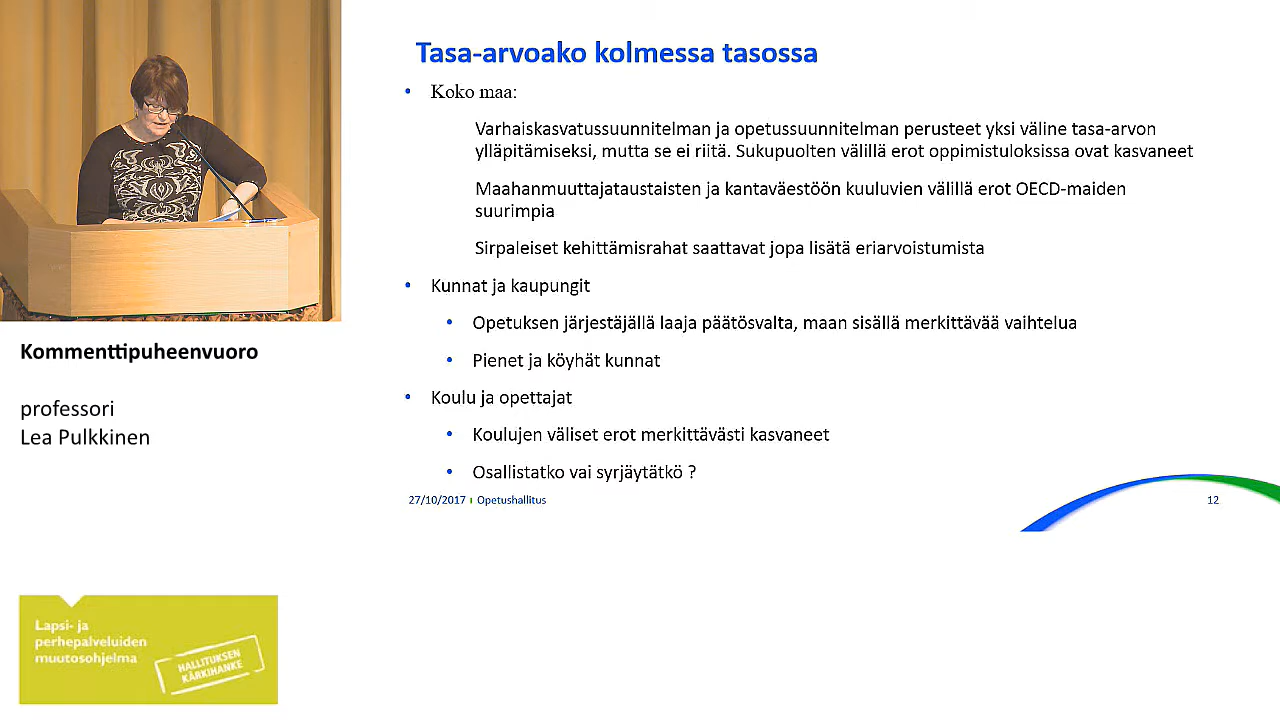 Tasa-arvoako kolmessa tasossa
• Koko maa:
Varhaiskasvatussuunnitelman ja opetussuunnitelman perusteet yksi väline tasa-arvon
ylläpitämiseksi, mutta se ei riitä. Sukupuolten välillä erot oppimistuloksissa ovat kasvaneet
Maahanmuuttajataustaisten ja kantaväestöön kuuluvien välillä erot OECD-maiden
suurimpia
Sirpaleiset kehittämisrahat saattavat jopa lisätä eriarvoistumista
• Kunnat ja kaupungit
• Opetuksen järjestäjällä laaja päätösvalta, maan sisällä merkittävää vaihtelua
• Pienet ja köyhät kunnat
• Koulu ja opettajat
• Koulujen väliset erot merkittävästi kasvaneet
• Osallistatko vai syrjäytätkö ?
27/10/2017 Opetushallitus
12
Kommenttipuheenvuoro
professori
Lea Pulkkinen
Lapsi- ja
perhepalveluiden
muutosohjelma
HALLITUKSEN
KÄRKIHANKE